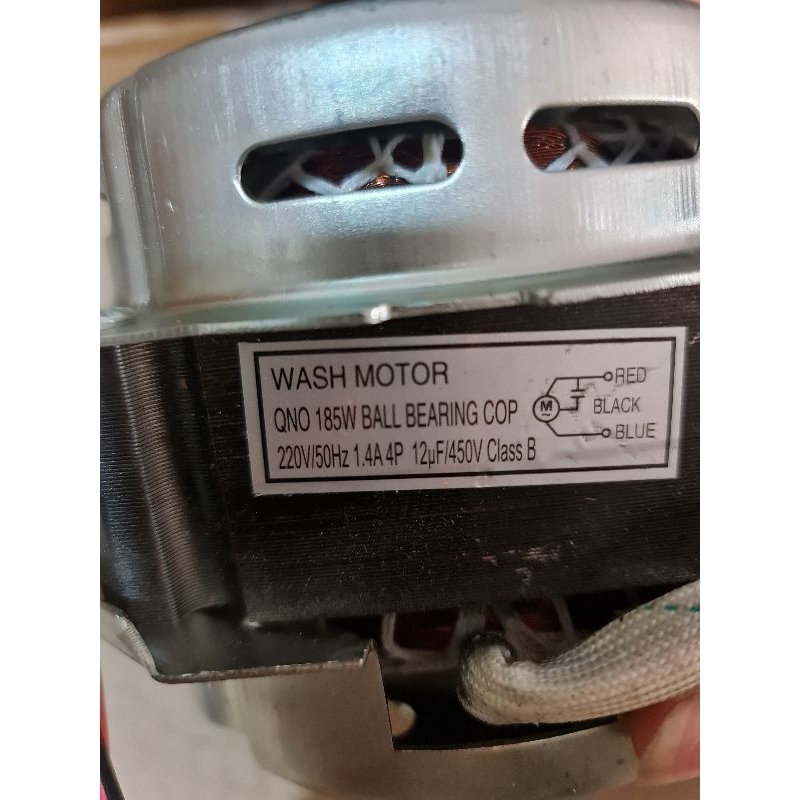 WASH MOTOR
QNO 185W BALL BEARING COP
220V/50Hz 1.4A 4P 12µF/450V Class B
M
RED
BLACK
BLUE